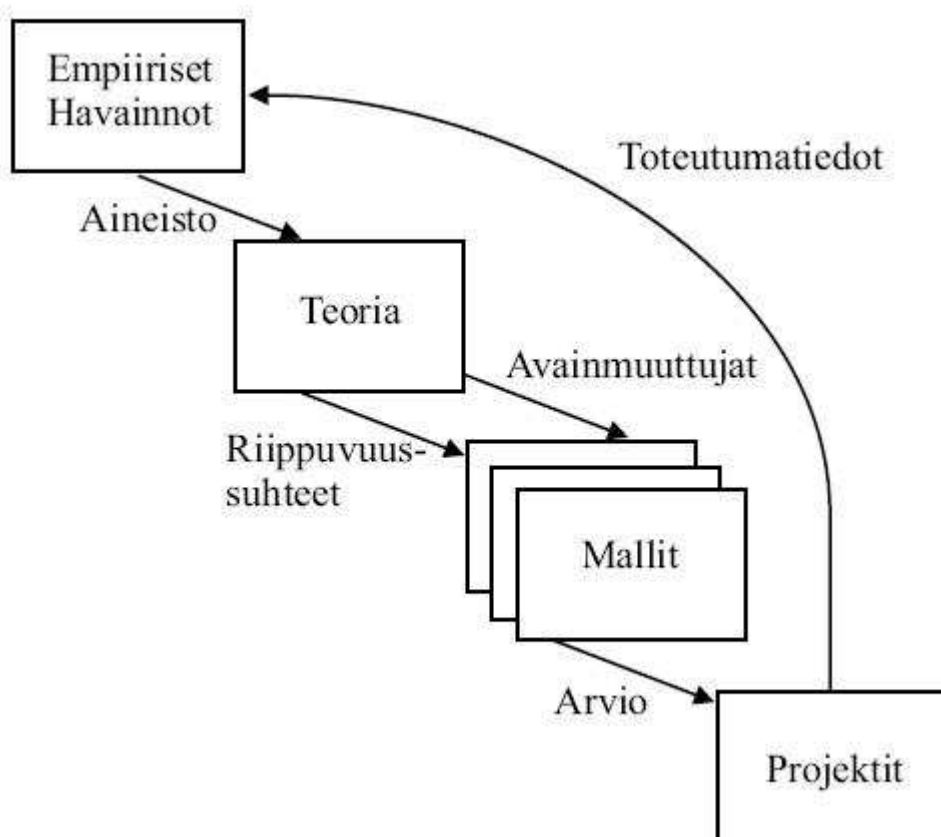 Empiiriset
Havainnot
Toteutumatiedot
Aineisto
Teoria
Avainmuuttujat
Riippuvuus-
suhteet
Mallit
Arvio
Projektit